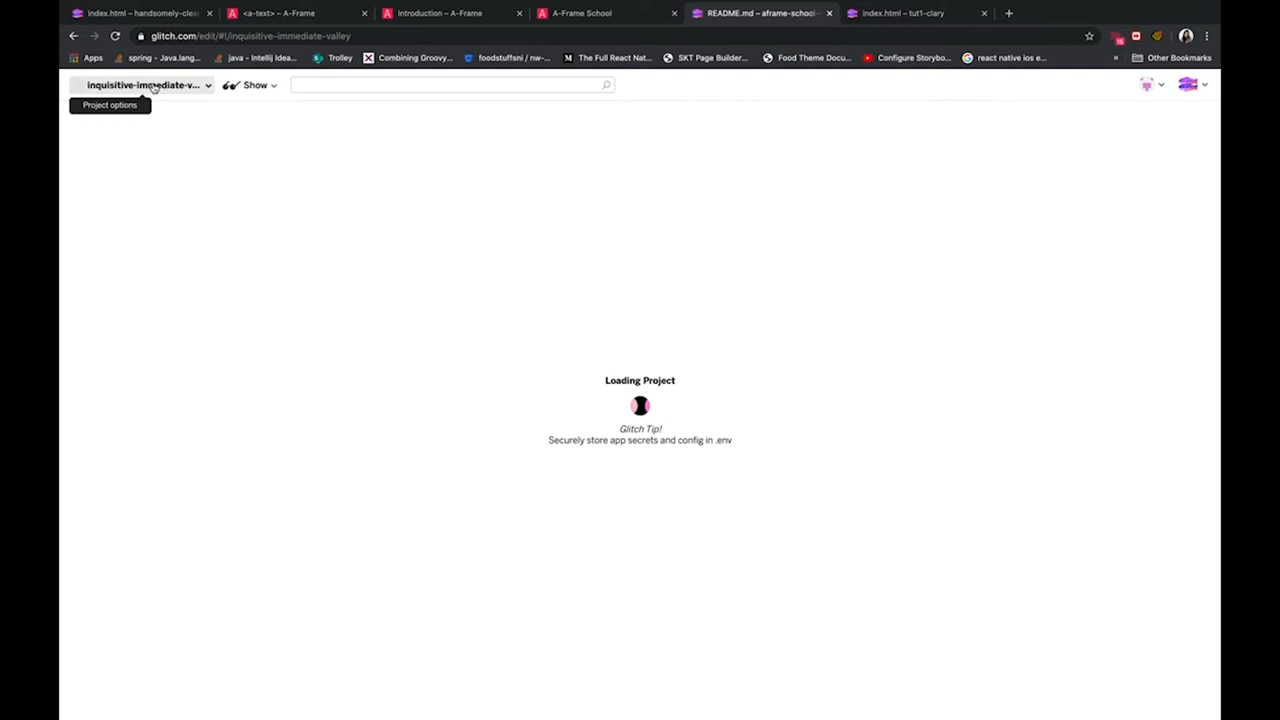 index.html – handsomely-clea
<a-text> – A-Frame
Introduction – A-Frame
A-Frame School
README.md – aframe-school-
index.html – tut1-clary
glitch.com/edit/#!/inquisitive-immediate-valley
Apps
spring - Java.lang...
java - Intellij Idea...
Trolley
Combining Groovy...
foodstuffsni / nw-...
The Full React Nat...
SKT Page Builder...
Food Theme Docu...
Configure Storybo...
react native ios e...
»
Other Bookmarks
inquisitive-immediate-v...
Show
Project options
Loading Project
Glitch Tip!
Securely store app secrets and config in .env